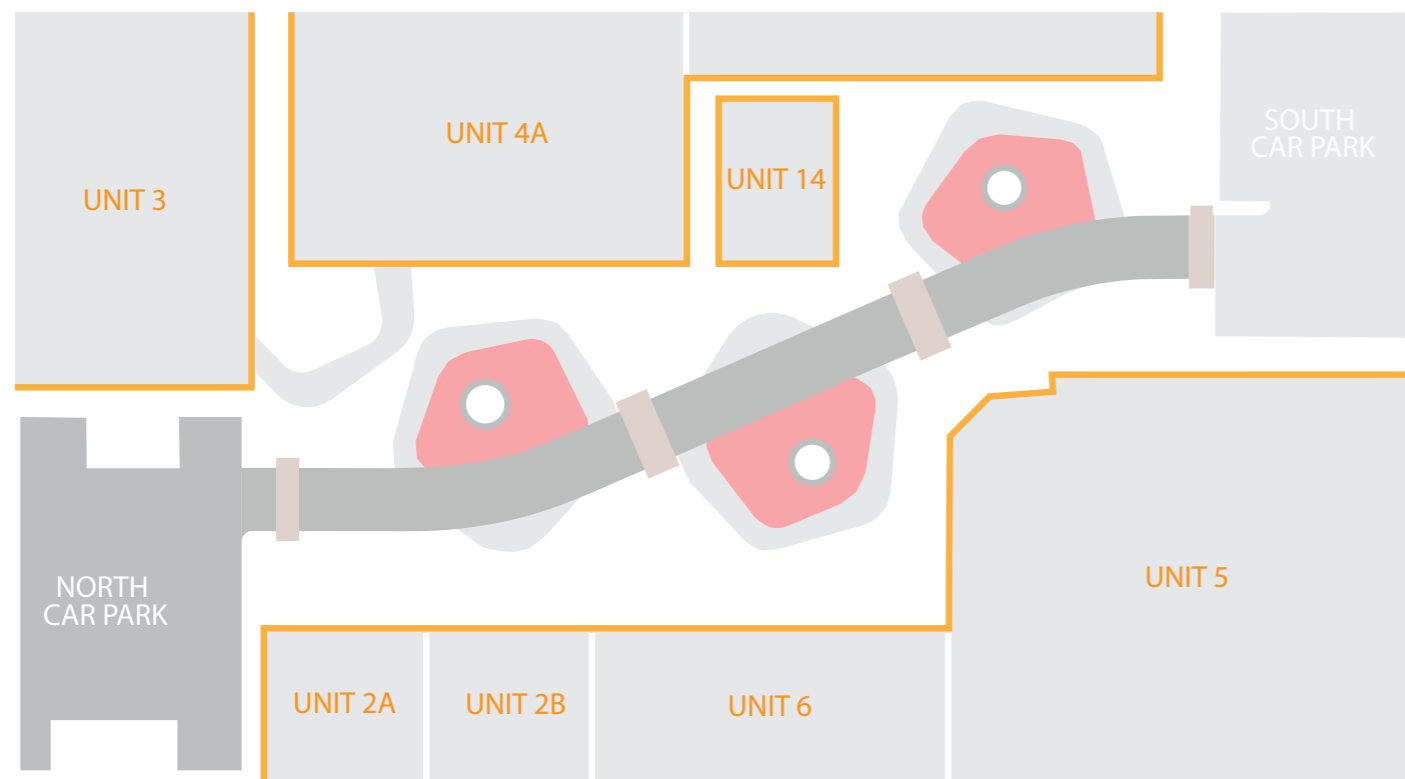 UNIT 4A
SOUTH
CAR PARK
UNIT 14
UNIT 3
UNIT 5
NORTH
CAR PARK
UNIT 2A
UNIT 2B
UNIT 6